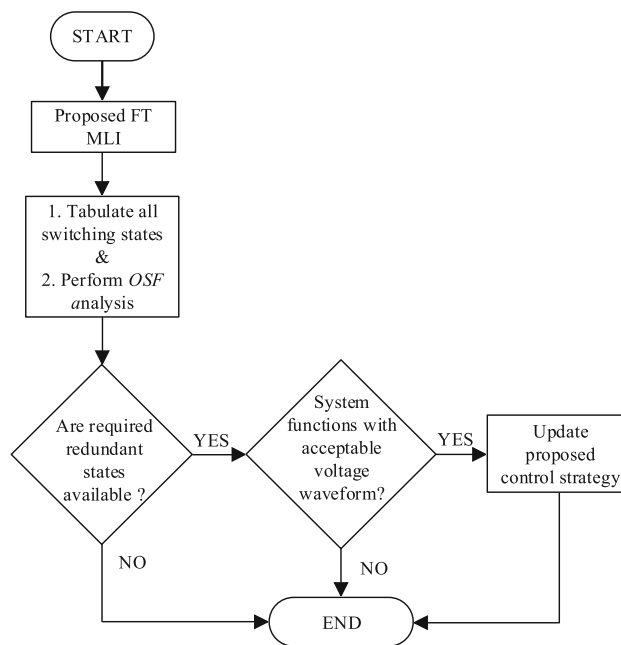 START
Proposed FT
MLI
1. Tabulate all
switching states
&
2. Perform OSF
analysis
Are required
redundant
states
available ?
YES
System
functions with
acceptable
voltage
waveform?
YES
Update
proposed
control strategy
NO
NO
END